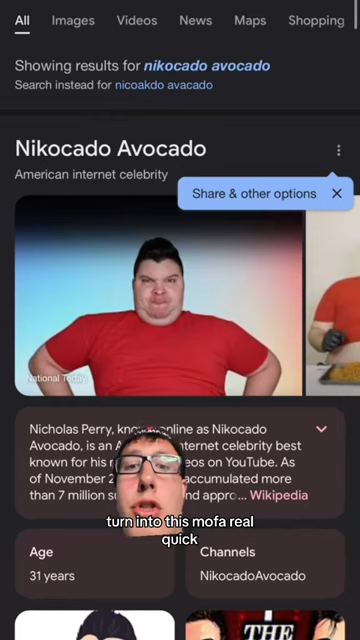 All Images Videos News Maps Shopping
Showing results for nikocado avocado
Search instead for nicoakdo avacado
Nikocado Avocado
American internet celebrity
Share & other options
National Today
Nicholas Perry, online as Nikocado
Avocado, is an internet celebrity best
known for his on YouTube. As
of November accumulated more
than 7 million appro... Wikipedia
turn into this mofa real
quick
Age
31 years
Channels
NikocadoAvocado
THE